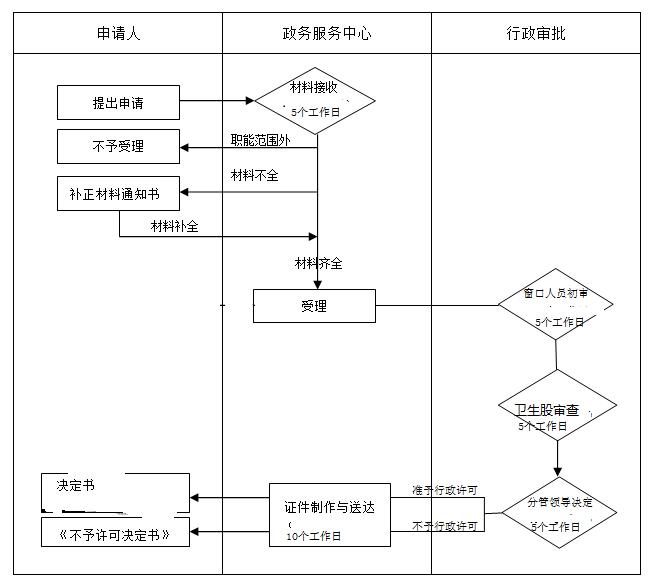 申请人
政务服务中心
行政审批
提出申请
材料接收
5个工作日
不予受理
职能范围外
补正材料通知书
材料不全
材料补全
材料齐全
受理
窗口人员初审
5个工作日
卫生股审查
5个工作日
决定书
证件制作与送达
(
10个工作日
准予行政许可
不予行政许可
分管领导决定
5个工作日
《不予许可决定书》